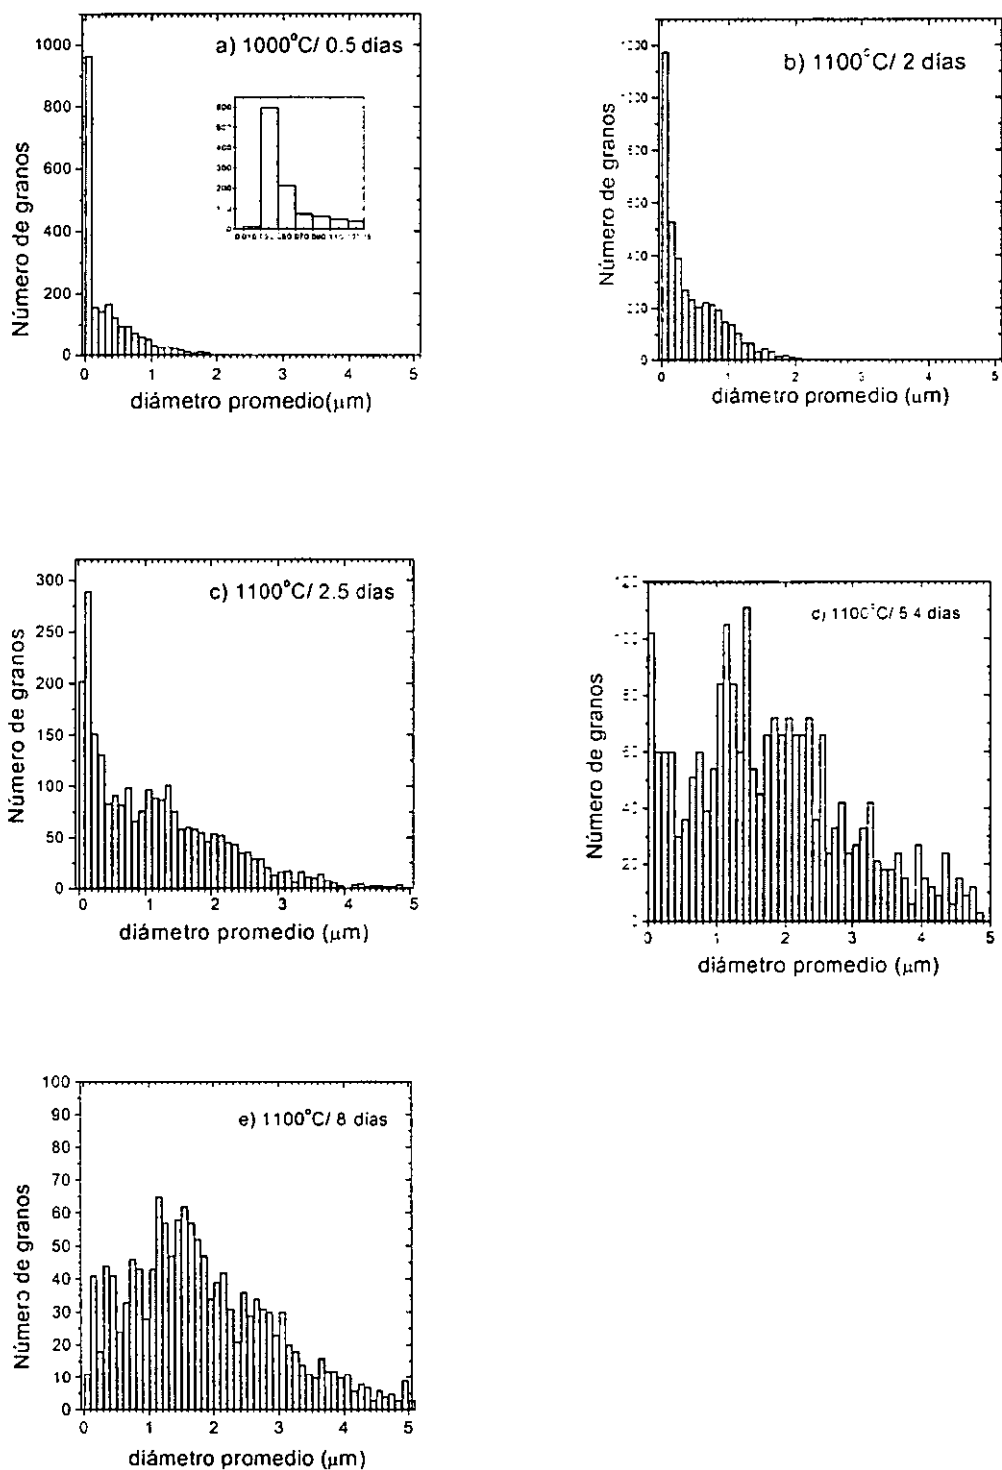 a) 1000°C/ 0.5 días
1000
800
600
400
200
0
Número de granos
0 1 2 3 4 5
diámetro promedio(μm)
b) 1100°C/ 2 días
Número de granos
0 1 2 3 4 5
diámetro promedio (μm)
c) 1100°C/ 2.5 dias
300
250
200
150
100
50
0
Número de granos
0 1 2 3 4 5
diámetro promedio (μm)
1100°C/ 5 4 dias
Número de granos
1 2 3 4 5
diámetro promedio (μm)
e) 1100°C/ 8 dias
100
90
80
70
60
50
40
30
20
10
0
Número de granos
0 1 2 3 4 5
diámetro promedio (μm)